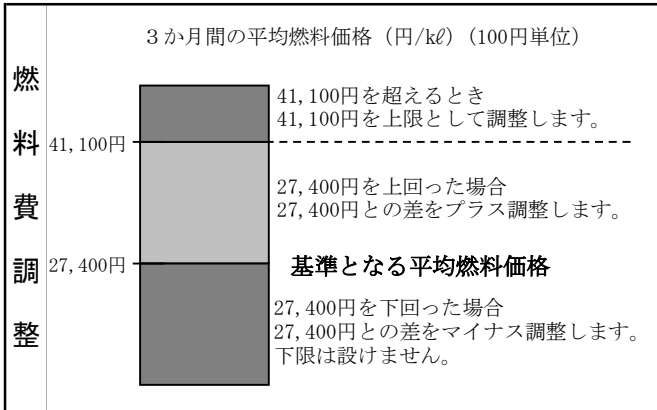 燃料費調整
３か月間の平均燃料価格（円/kℓ）(100円単位）
41,100円を超えるとき
41,100円を上限として調整します。
41,100円
27,400円を上回った場合
27,400円との差をプラス調整します。
27,400円
基準となる平均燃料価格
27,400円を下回った場合
27,400円との差をマイナス調整します。
下限は設けません。